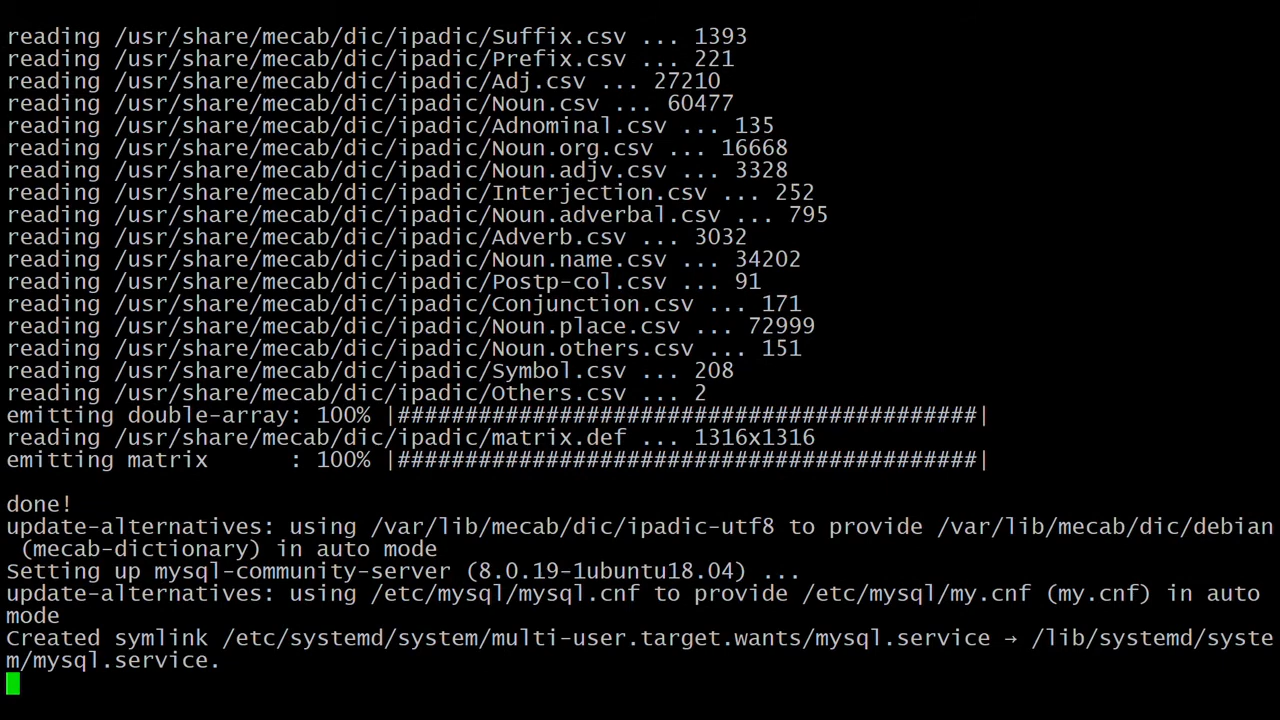 reading /usr/share/mecab/dic/ipadic/Suffix.csv ... 1393
reading /usr/share/mecab/dic/ipadic/Prefix.csv ... 221
reading /usr/share/mecab/dic/ipadic/Adj.csv ... 27210
reading /usr/share/mecab/dic/ipadic/Noun.csv ... 60477
reading /usr/share/mecab/dic/ipadic/Adnominal.csv ... 135
reading /usr/share/mecab/dic/ipadic/Noun.org.csv ... 16668
reading /usr/share/mecab/dic/ipadic/Noun.adjv.csv ... 3328
reading /usr/share/mecab/dic/ipadic/Interjection.csv ... 252
reading /usr/share/mecab/dic/ipadic/Noun.adverbal.csv ... 795
reading /usr/share/mecab/dic/ipadic/Adverb.csv ... 3032
reading /usr/share/mecab/dic/ipadic/Noun.name.csv ... 34202
reading /usr/share/mecab/dic/ipadic/Postp-col.csv ... 91
reading /usr/share/mecab/dic/ipadic/Conjunction.csv ... 171
reading /usr/share/mecab/dic/ipadic/Noun.place.csv ... 72999
reading /usr/share/mecab/dic/ipadic/Noun.others.csv ... 151
reading /usr/share/mecab/dic/ipadic/Symbol.csv ... 208
reading /usr/share/mecab/dic/ipadic/Others.csv ... 2
emitting double-array: 100% |###########################################|
reading /usr/share/mecab/dic/ipadic/matrix.def ... 1316x1316
emitting matrix      : 100% |###########################################|
done!
update-alternatives: using /var/lib/mecab/dic/ipadic-utf8 to provide /var/lib/mecab/dic/debian
 (mecab-dictionary) in auto mode
Setting up mysql-community-server (8.0.19-1ubuntu18.04) ...
update-alternatives: using /etc/mysql/mysql.cnf to provide /etc/mysql/my.cnf (my.cnf) in auto
mode
Created symlink /etc/systemd/system/multi-user.target.wants/mysql.service → /lib/systemd/syste
m/mysql.service.